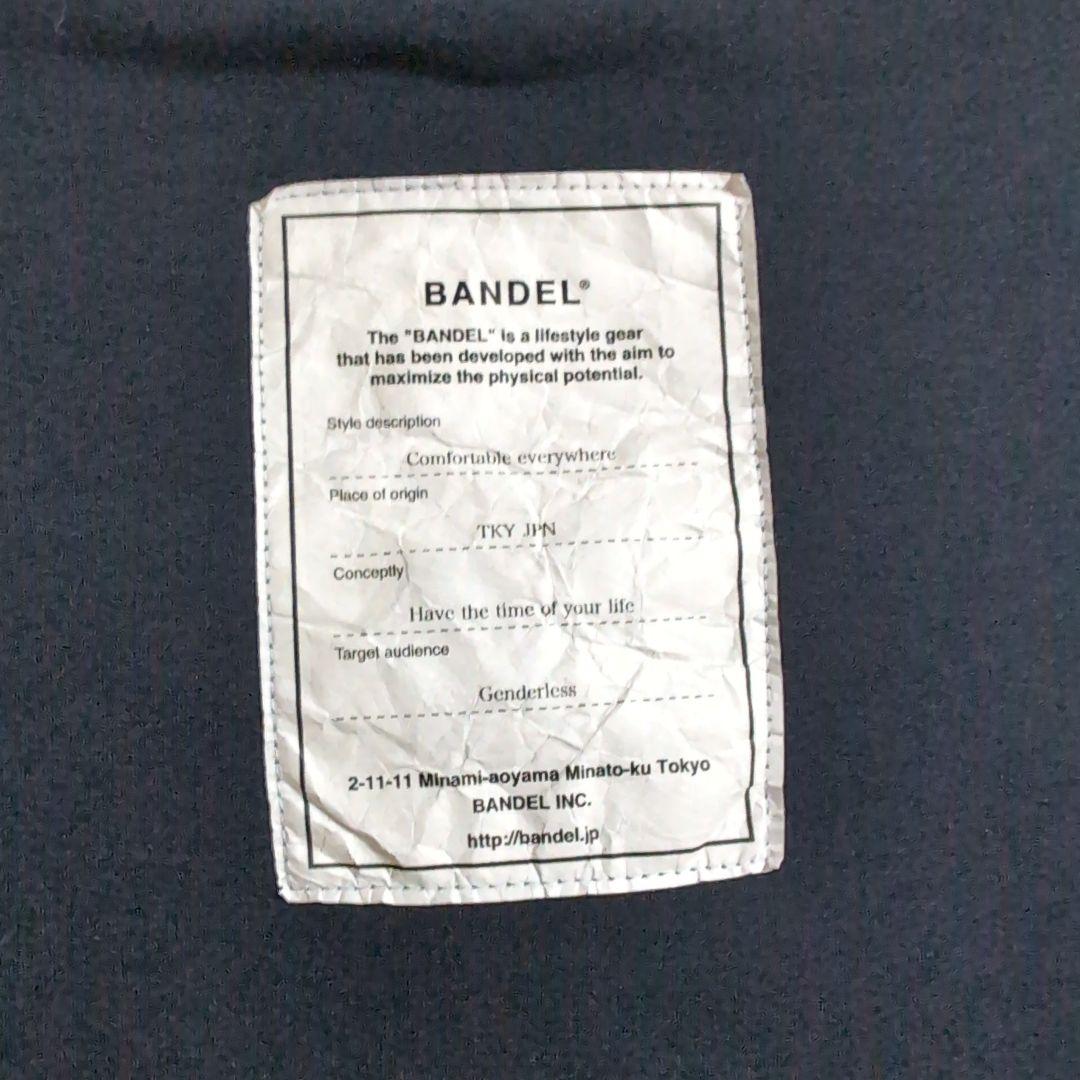 BANDEL®
The "BANDEL" is a lifestyle gear
that has been developed with the aim to
maximize the physical potential.
Style description
Comfortable everywhere
Place of origin
TKY JPN
Conceptly
Have the time of your life
Target audience
Genderless
2-11-11 Minami-aoyama Minato-ku Tokyo
BANDEL INC.
http://bandel.jp